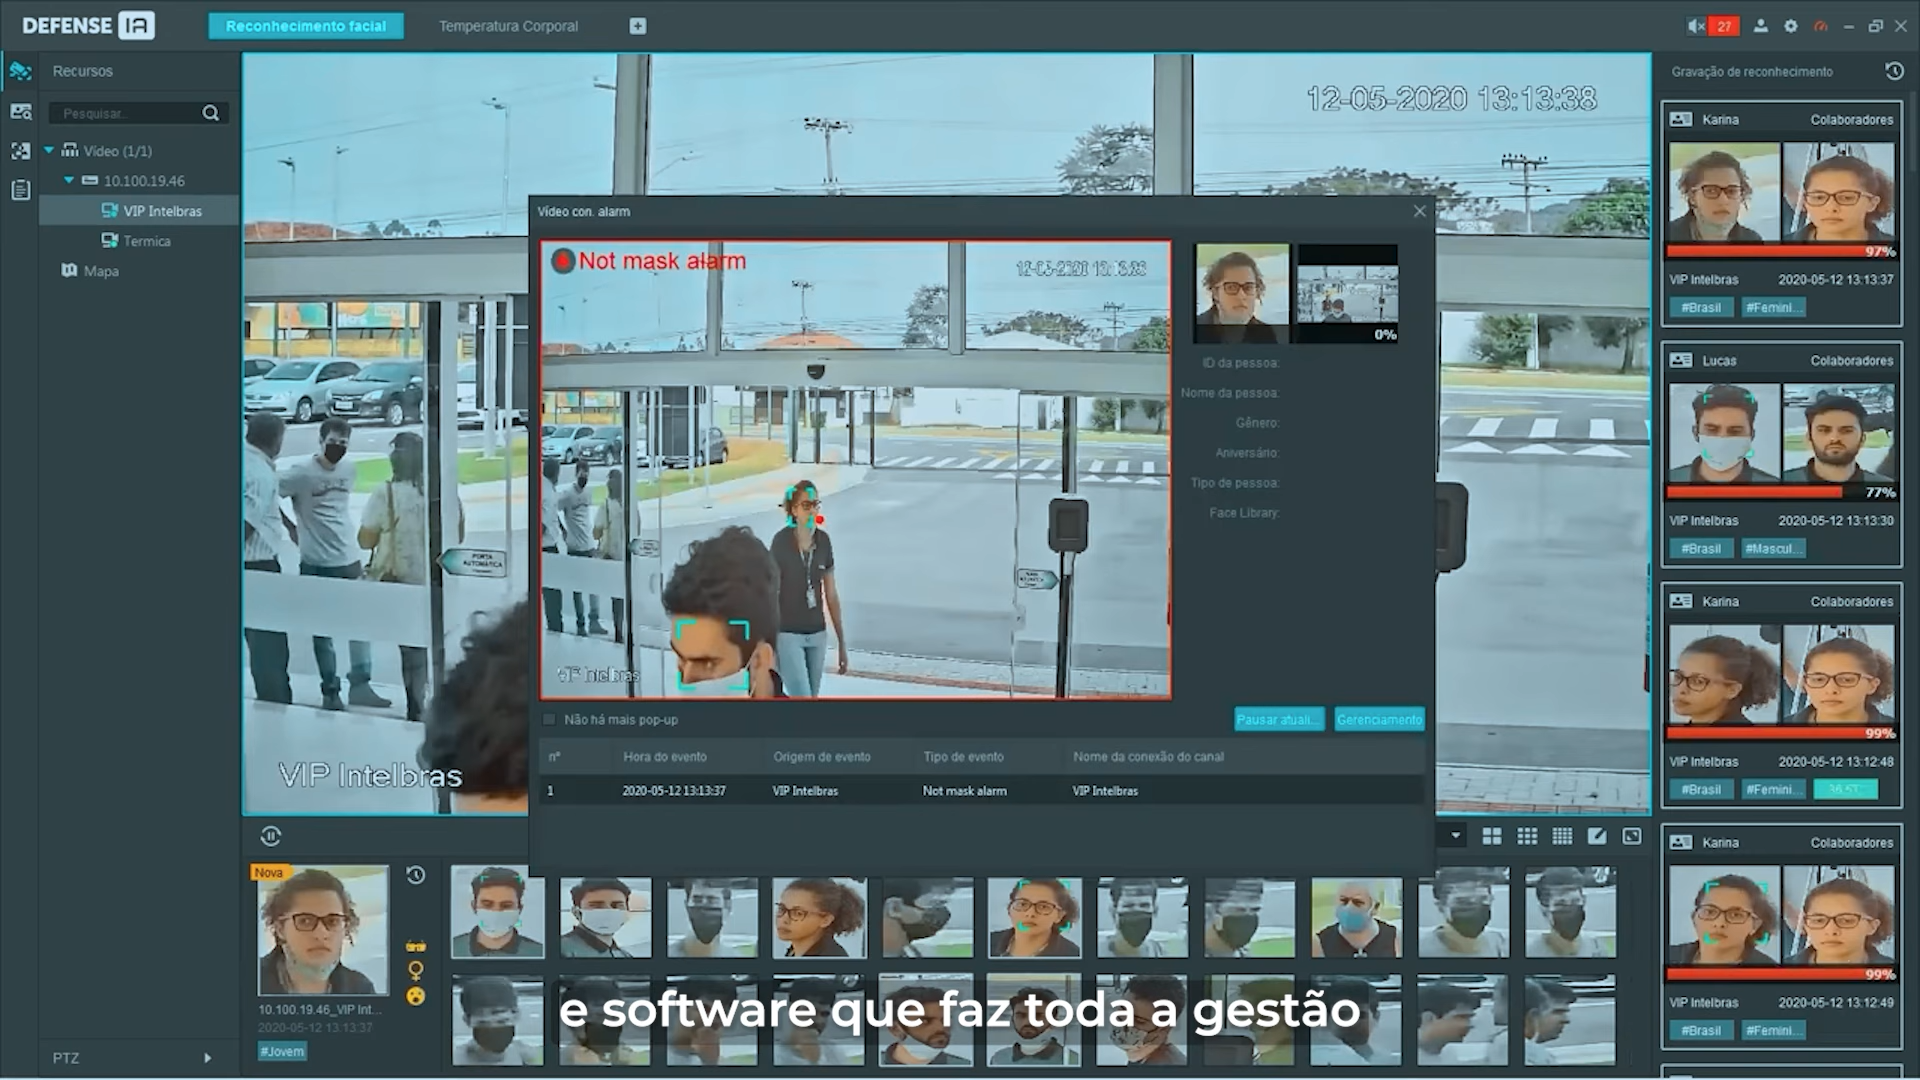 DEFENSE IA
Reconhecimento facial
Temperatura Corporal
27
Recursos
Pesquisar..
Vídeo (1/1)
10.100.19.46
VIP Intelbras
Termica
Mapa
PTZ
12-05-2020 13:13:38
VIP Intelbras
PORTA
AUTOMÁTICA
Vídeo con. alarm
Not mask alarm
VIP Intelbras
0%
ID da pessoa:
Nome da pessoa:
Gênero:
Aniversário:
Tipo de pessoa:
Face Library:
Não há mais pop-up
Pausar atuali...
Gerenciamento
nº Hora do evento Origem de evento Tipo de evento Nome da conexão do canal
1 2020-05-12 13:13:37 VIP Intelbras Not mask alarm VIP Intelbras
Nova
10.100.19.46_VIP Int...
2020-05-12 13:13:37
#Jovem
e software que faz toda a gestão
Gravação de reconhecimento
Karina Colaboradores
97%
VIP Intelbras 2020-05-12 13:13:37
#Brasil #Femini...
Lucas Colaboradores
77%
VIP Intelbras 2020-05-12 13:13:30
#Brasil #Mascul...
Karina Colaboradores
99%
VIP Intelbras 2020-05-12 13:12:48
#Brasil #Femini...
Karina Colaboradores
99%
VIP Intelbras 2020-05-12 13:12:49
#Brasil #Femini...